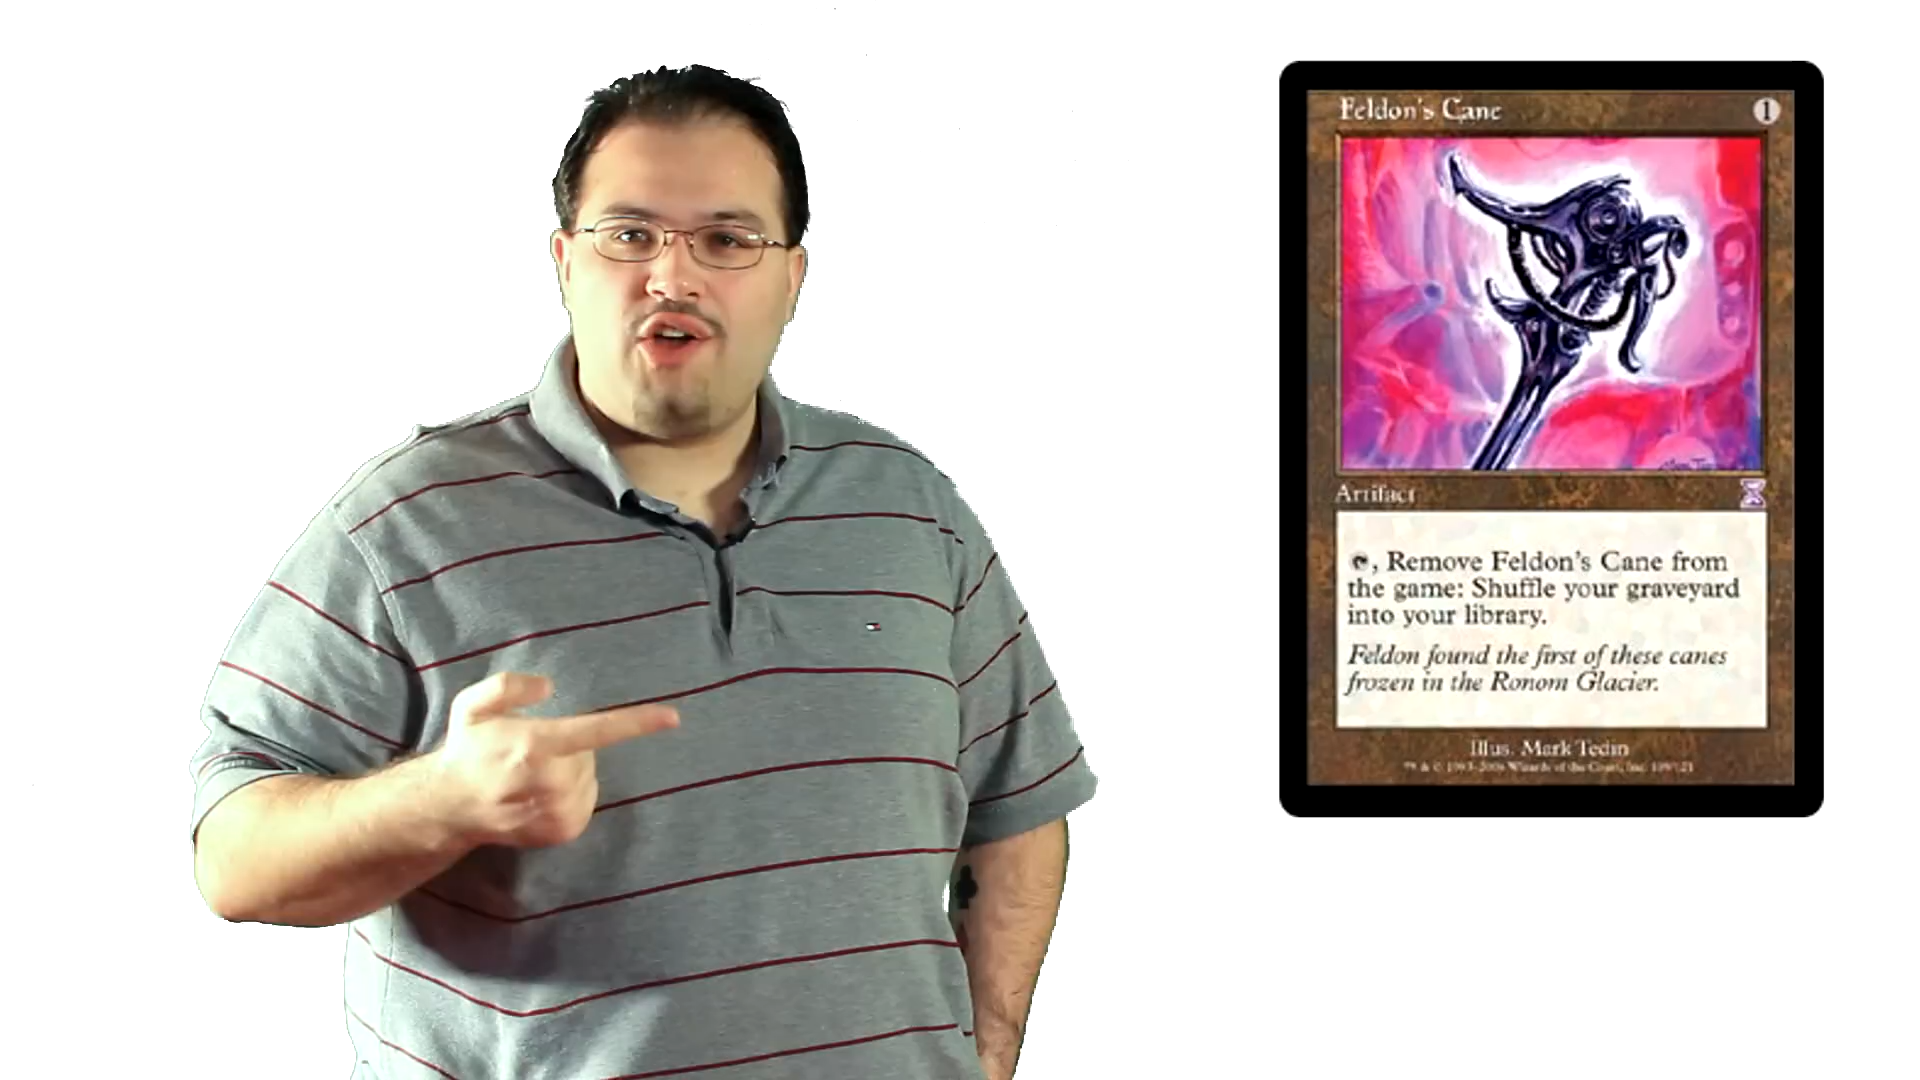 Feldon's Cane 1
Artifact
, Remove Feldon's Cane from
the game: Shuffle your graveyard
into your library.
Feldon found the first of these canes
frozen in the Ronom Glacier.
Illus. Mark Tedin